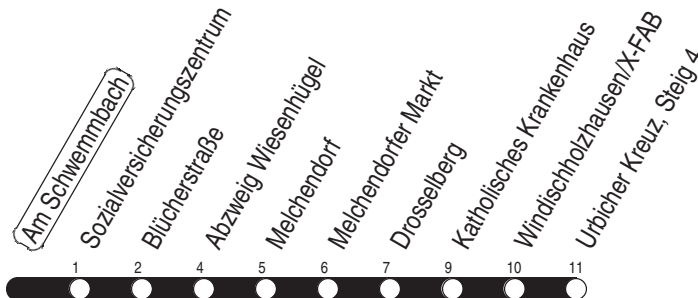 Am Schwemmbach
Sozialversicherungszentrum
Blücherstraße
Abzweig Wiesenhügel
Melchendorf
Melchendorfer Markt
Drosselberg
Katholisches Krankenhaus
Windischholzhausen/X-FAB
Urbicher Kreuz, Steig 4
1 2 4 5 6 7 9 10 11